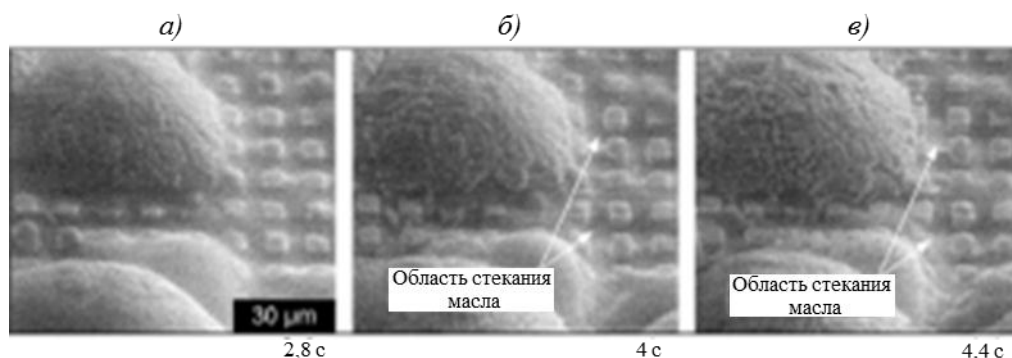 а) б) в)
Область стекания
масла
Область стекания
масла
30 µm
2,8 с 4 с 4,4 с